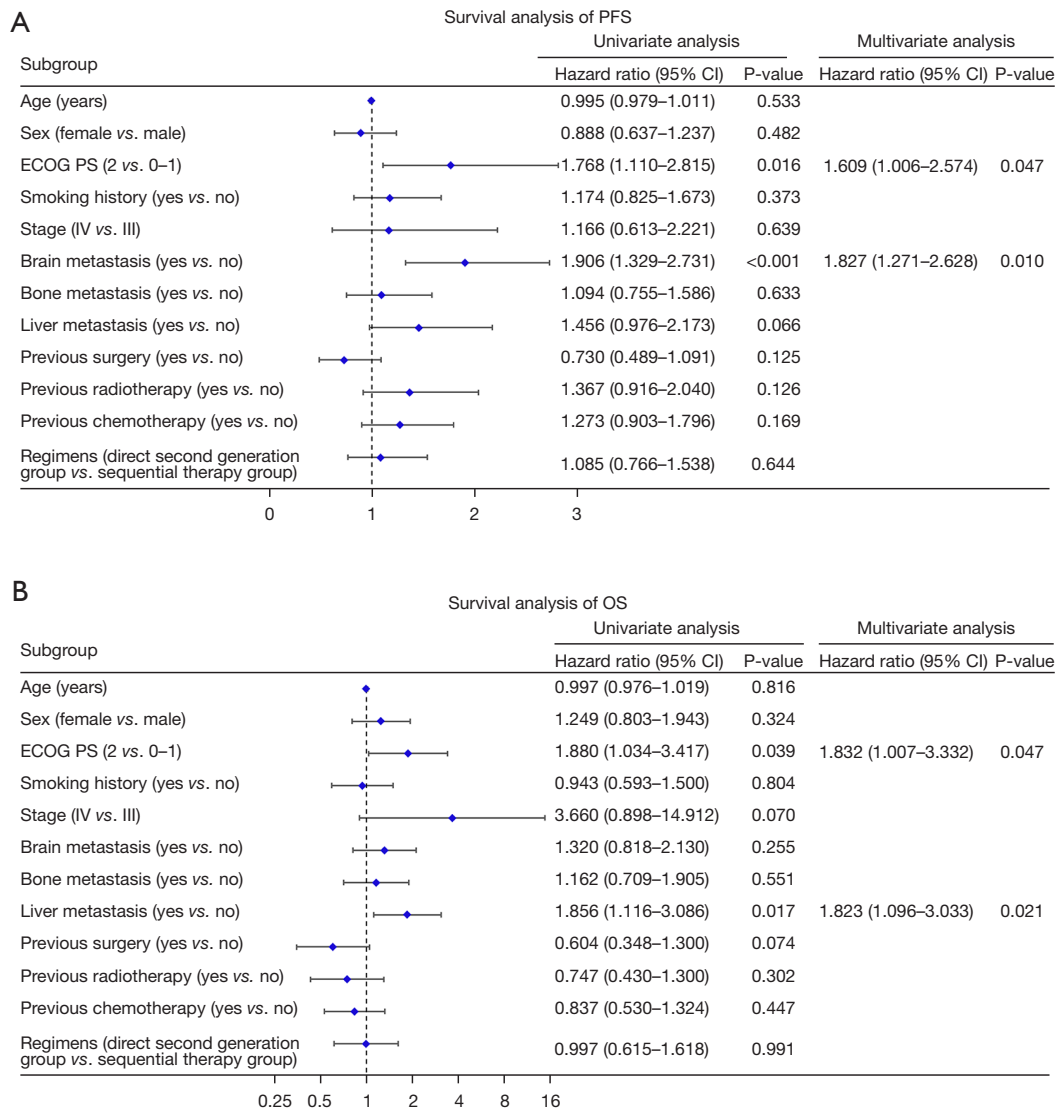 A
Survival analysis of PFS
Univariate analysis Multivariate analysis
Subgroup
Hazard ratio (95% CI) P-value Hazard ratio (95% CI) P-value
Age (years) 0.995 (0.979–1.011) 0.533
Sex (female vs. male) 0.888 (0.637–1.237) 0.482
ECOG PS (2 vs. 0–1) 1.768 (1.110–2.815) 0.016 1.609 (1.006–2.574) 0.047
Smoking history (yes vs. no) 1.174 (0.825–1.673) 0.373
Stage (IV vs. III) 1.166 (0.613–2.221) 0.639
Brain metastasis (yes vs. no) 1.906 (1.329–2.731) <0.001 1.827 (1.271–2.628) 0.010
Bone metastasis (yes vs. no) 1.094 (0.755–1.586) 0.633
Liver metastasis (yes vs. no) 1.456 (0.976–2.173) 0.066
Previous surgery (yes vs. no) 0.730 (0.489–1.091) 0.125
Previous radiotherapy (yes vs. no) 1.367 (0.916–2.040) 0.126
Previous chemotherapy (yes vs. no) 1.273 (0.903–1.796) 0.169
Regimens (direct second generation
group vs. sequential therapy group) 1.085 (0.766–1.538) 0.644
0 1 2 3
B
Survival analysis of OS
Univariate analysis Multivariate analysis
Subgroup
Hazard ratio (95% CI) P-value Hazard ratio (95% CI) P-value
Age (years) 0.997 (0.976–1.019) 0.816
Sex (female vs. male) 1.249 (0.803–1.943) 0.324
ECOG PS (2 vs. 0–1) 1.880 (1.034–3.417) 0.039 1.832 (1.007–3.332) 0.047
Smoking history (yes vs. no) 0.943 (0.593–1.500) 0.804
Stage (IV vs. III) 3.660 (0.898–14.912) 0.070
Brain metastasis (yes vs. no) 1.320 (0.818–2.130) 0.255
Bone metastasis (yes vs. no) 1.162 (0.709–1.905) 0.551
Liver metastasis (yes vs. no) 1.856 (1.116–3.086) 0.017 1.823 (1.096–3.033) 0.021
Previous surgery (yes vs. no) 0.604 (0.348–1.300) 0.074
Previous radiotherapy (yes vs. no) 0.747 (0.430–1.300) 0.302
Previous chemotherapy (yes vs. no) 0.837 (0.530–1.324) 0.447
Regimens (direct second generation
group vs. sequential therapy group) 0.997 (0.615–1.618) 0.991
0.25 0.5 1 2 4 8 16